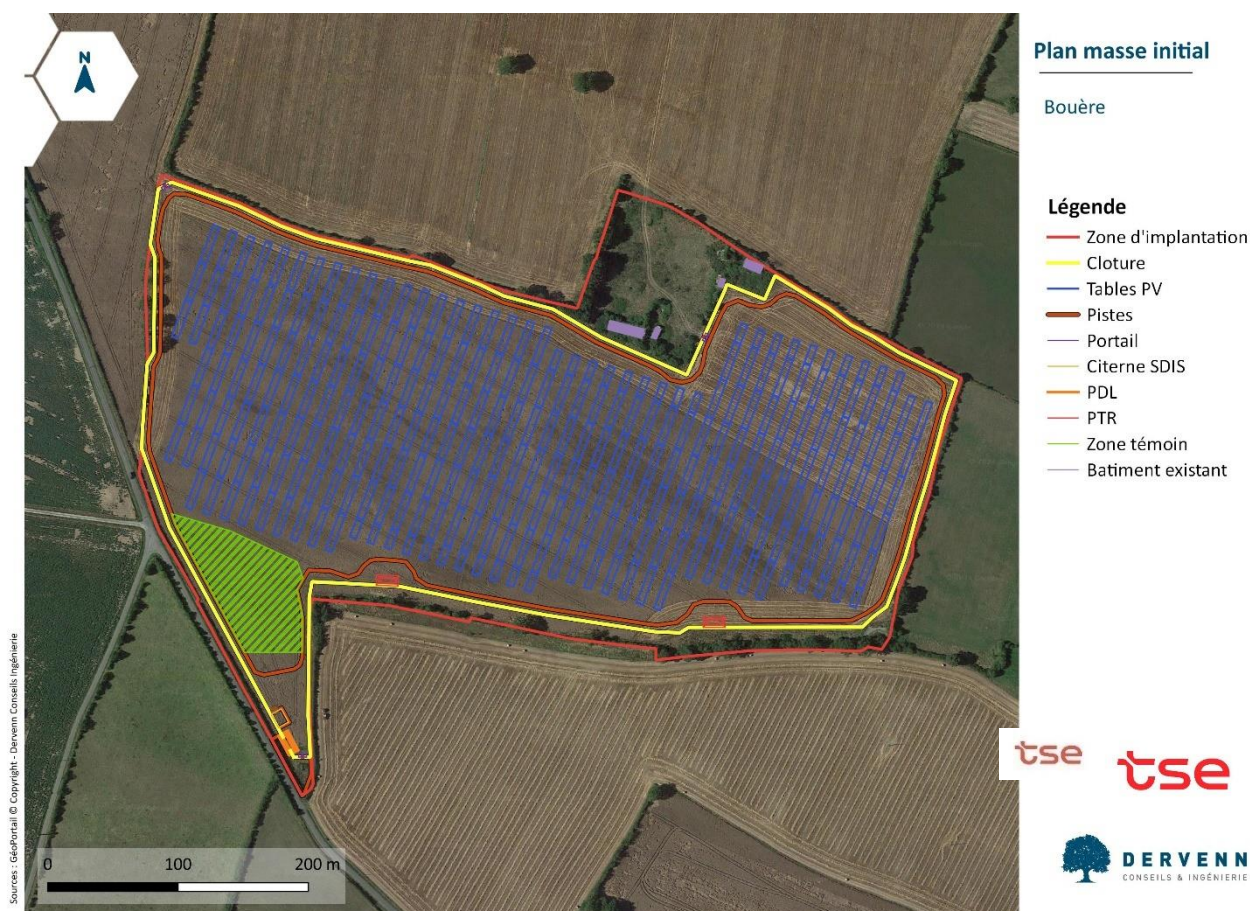 N
Plan masse initial
Bouère
Légende
Zone d'implantation
Cloture
Tables PV
Pistes
Portail
Citerne SDIS
PDL
PTR
Zone témoin
Batiment existant
Sources : GéoPortail © Copyright - Dervenn Conseils Ingénierie
0 100 200 m
tse
tse
DERVENN
CONSEILS & INGÉNIERIE